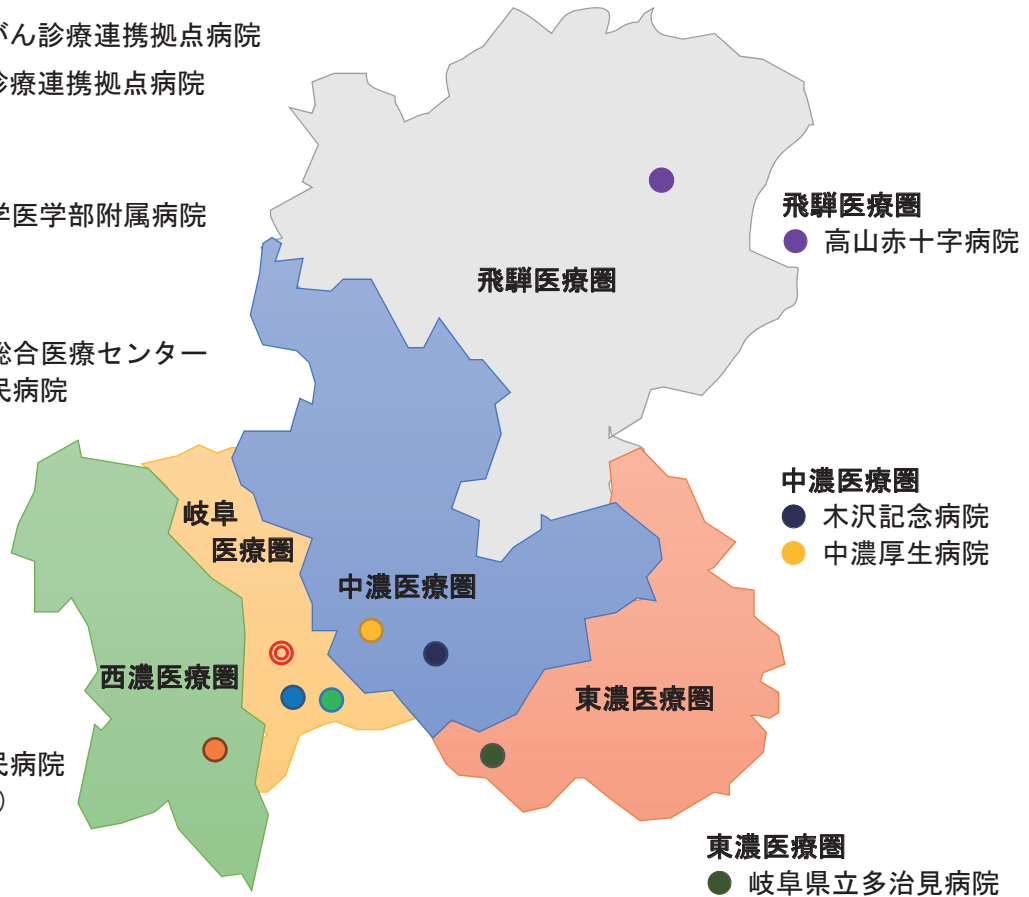 がん診療連携拠点病院
診療連携拠点病院
学医学部附属病院
総合医療センター
民病院
民病院
)
飛騨医療圏
岐阜
医療圏
中濃医療圏
西濃医療圏
東濃医療圏
飛騨医療圏
高山赤十字病院
中濃医療圏
木沢記念病院
中濃厚生病院
東濃医療圏
岐阜県立多治見病院